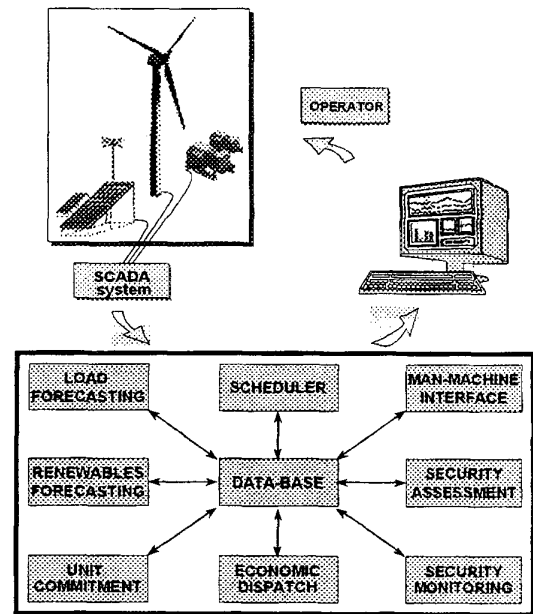 OPERATOR
SCADA
system
LOAD
FORECASTING
SCHEDULER
MAN-MACHINE
INTERFACE
RENEWABLES
FORECASTING
DATA-BASE
SECURITY
ASSESSMENT
UNIT
COMMITMENT
ECONOMIC
DISPATCH
SECURITY
MONITORING